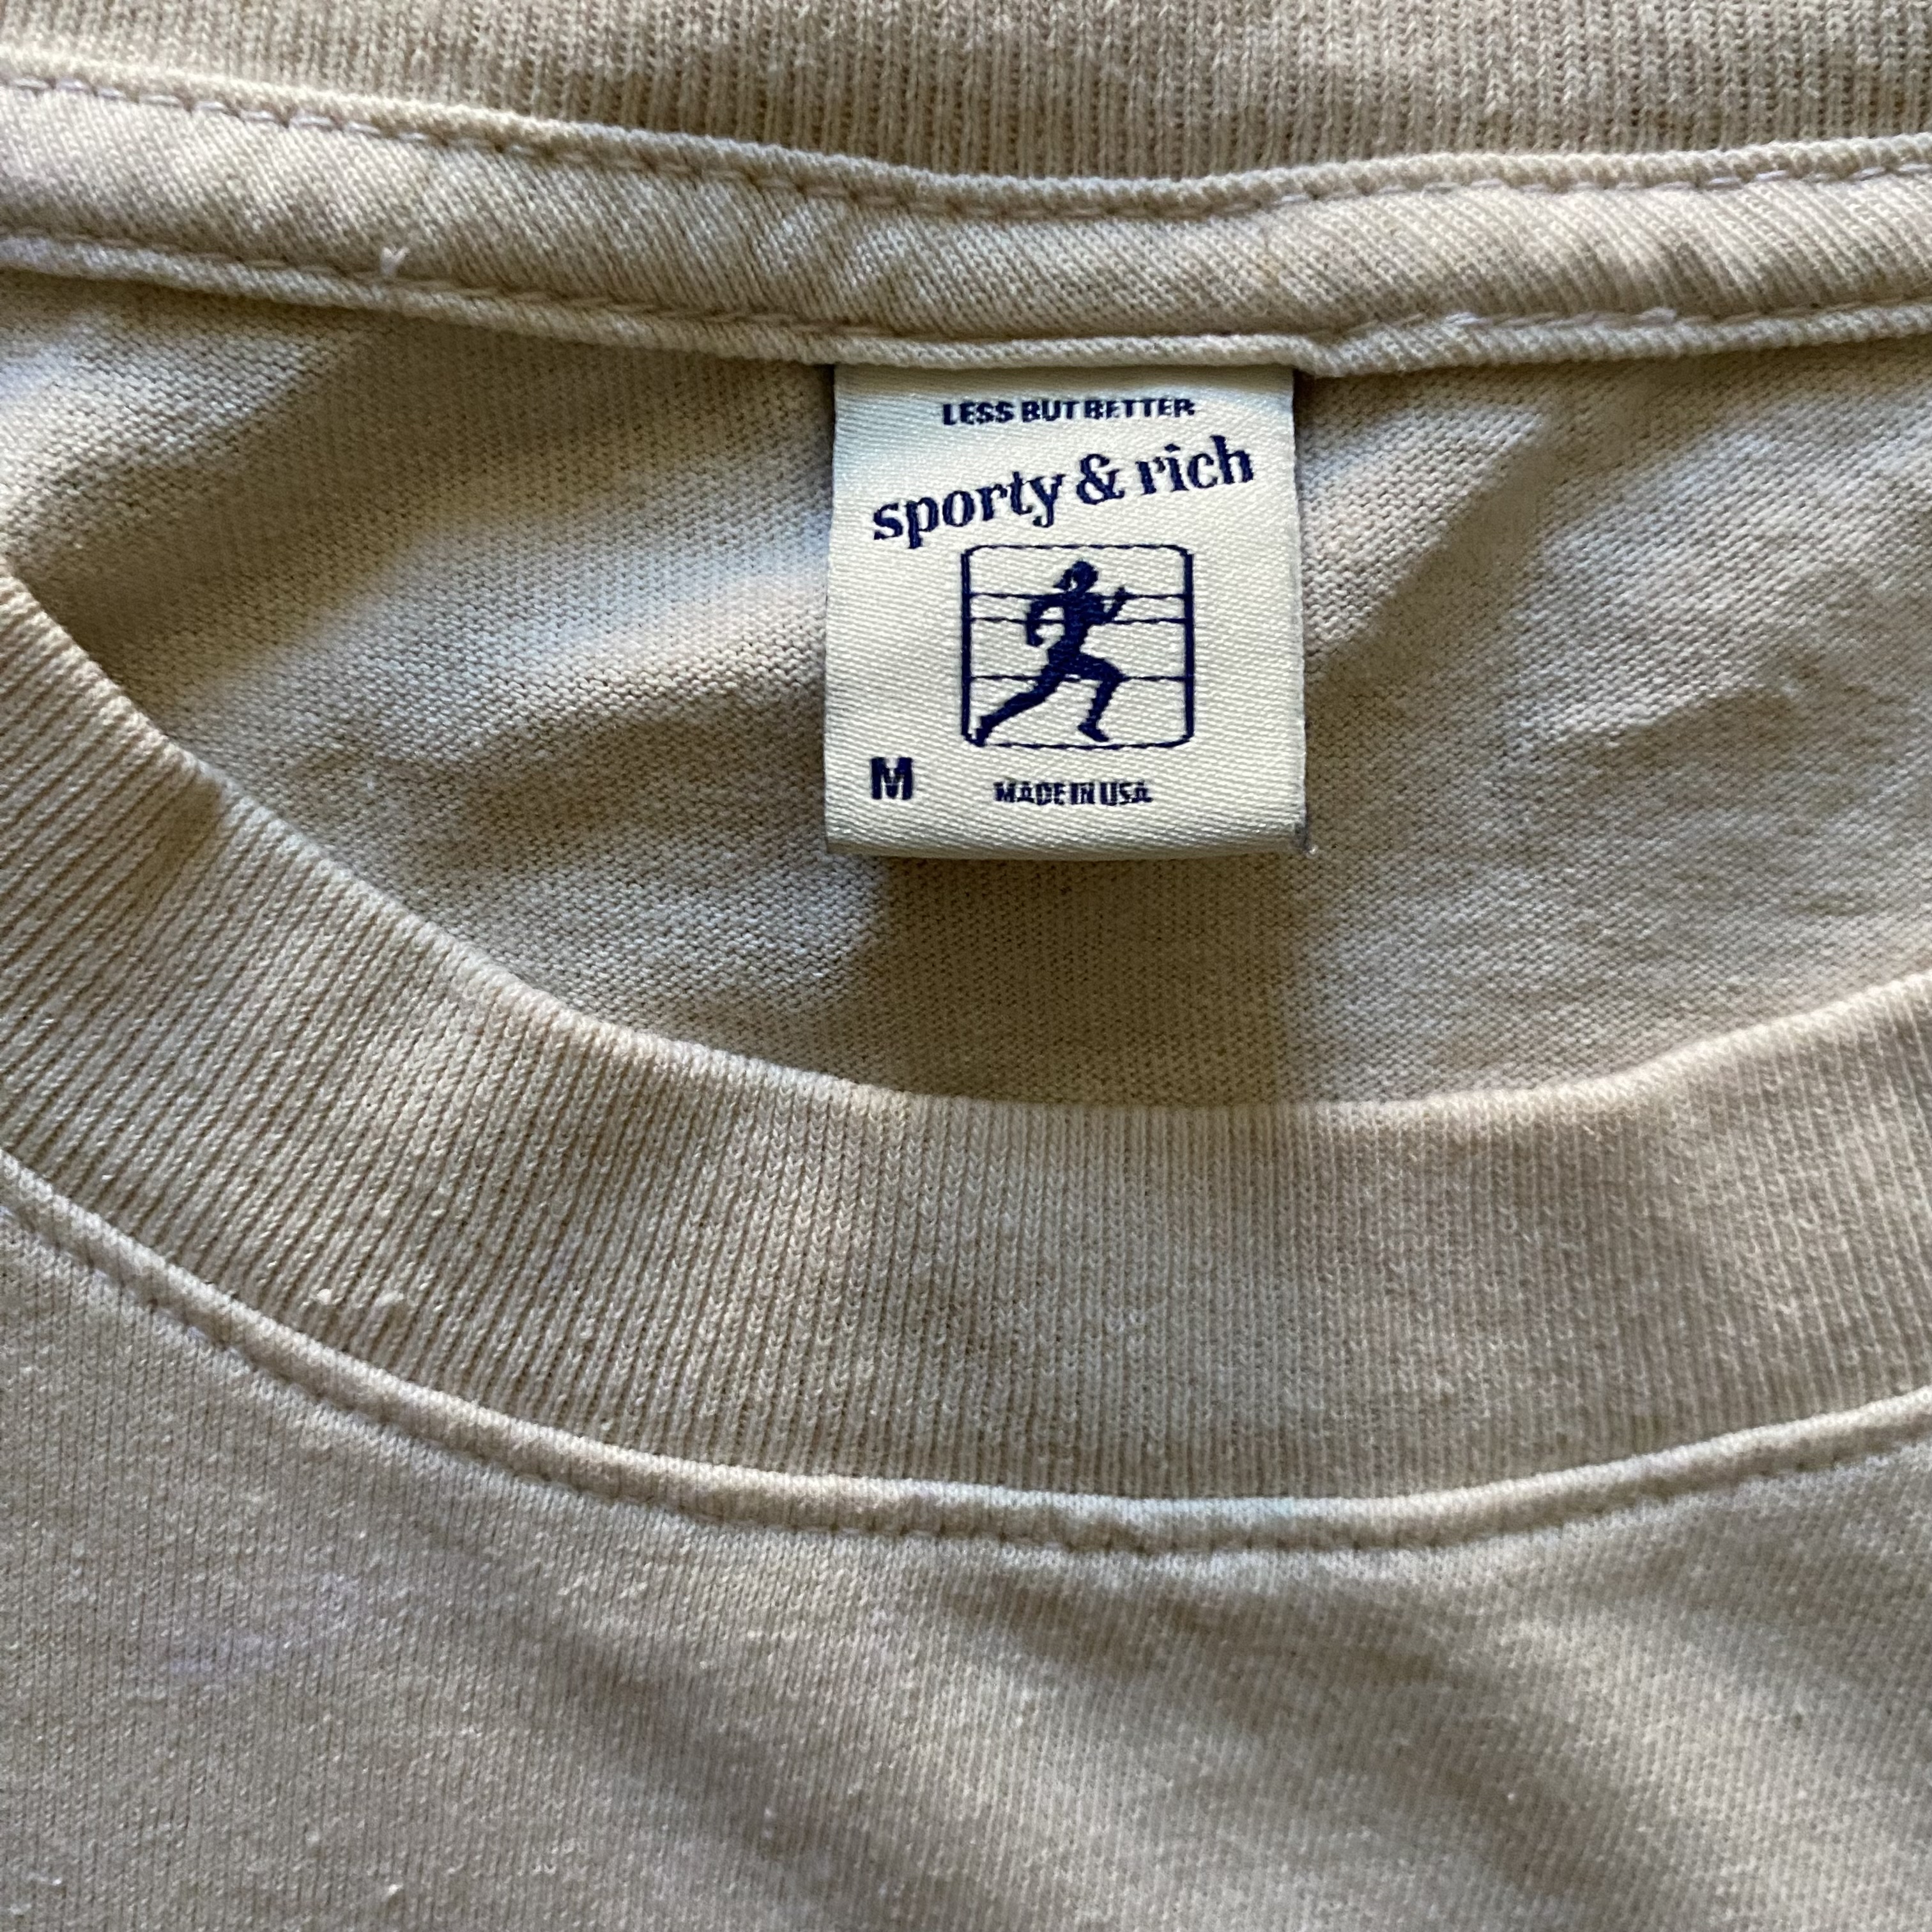 LESS BUT BETTER
sporty & rich
M MADE IN USA